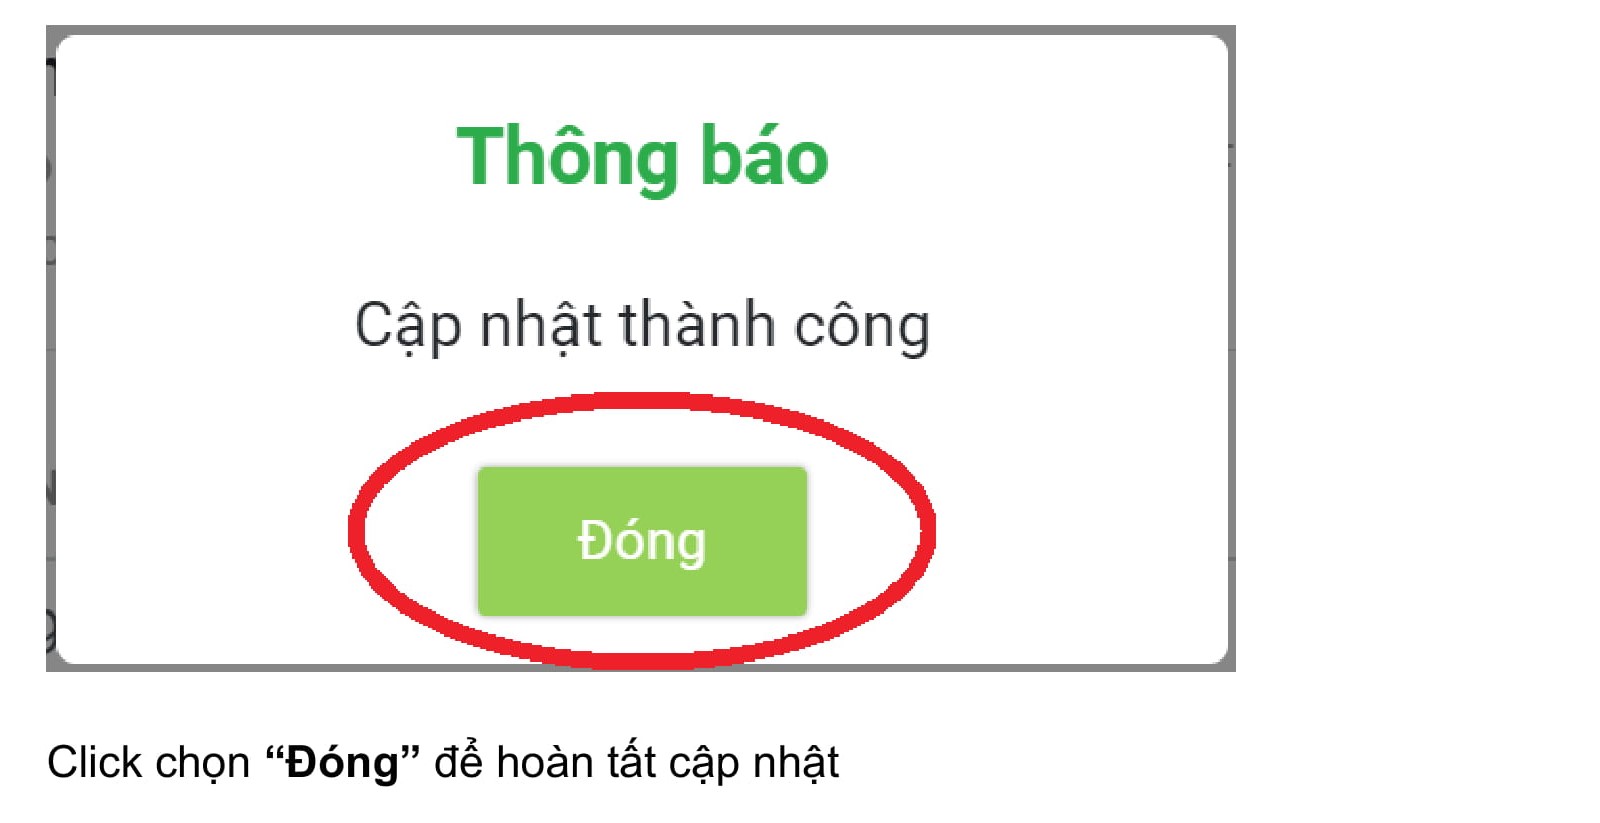 Thông báo
Cập nhật thành công
Đóng
Click chọn “Đóng” để hoàn tất cập nhật